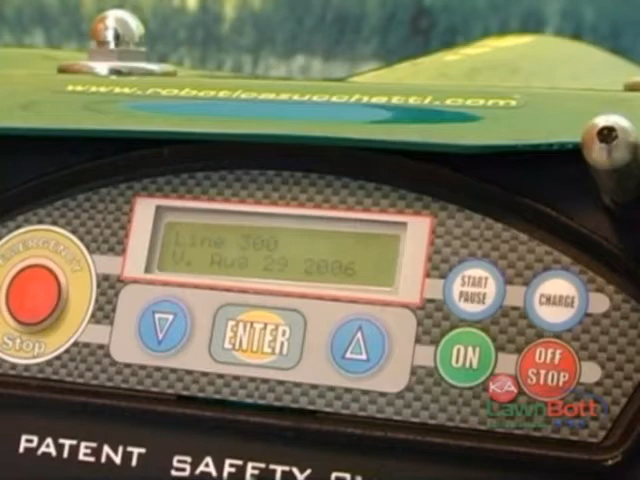 www.roboticazucchetti.com
EMERGENCY
Stop
Line 300
V. Aug 29 2006
ENTER
START
PAUSE
CHARGE
ON
OFF
STOP
KA
LawnBott
PATENT SAFETY